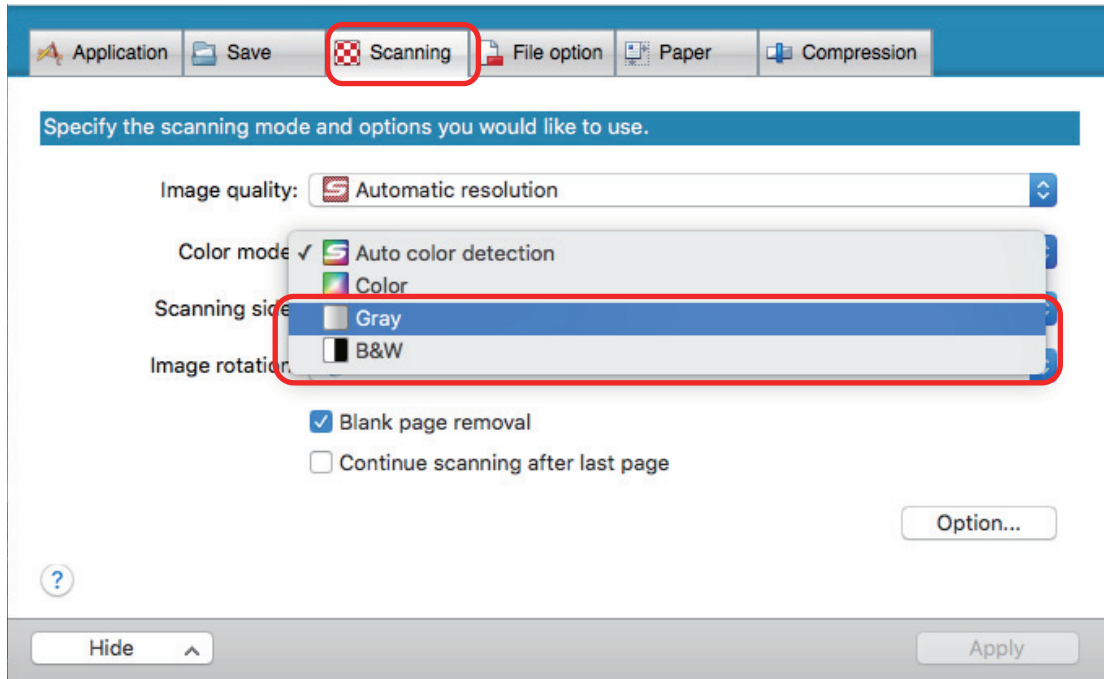 Application Save Scanning File option Paper Compression
Specify the scanning mode and options you would like to use.
Image quality: Automatic resolution
Color mode ✓ Auto color detection
Color
Scanning side Gray
B&W
Image rotation
Blank page removal
Continue scanning after last page
Option...
?
Hide Apply